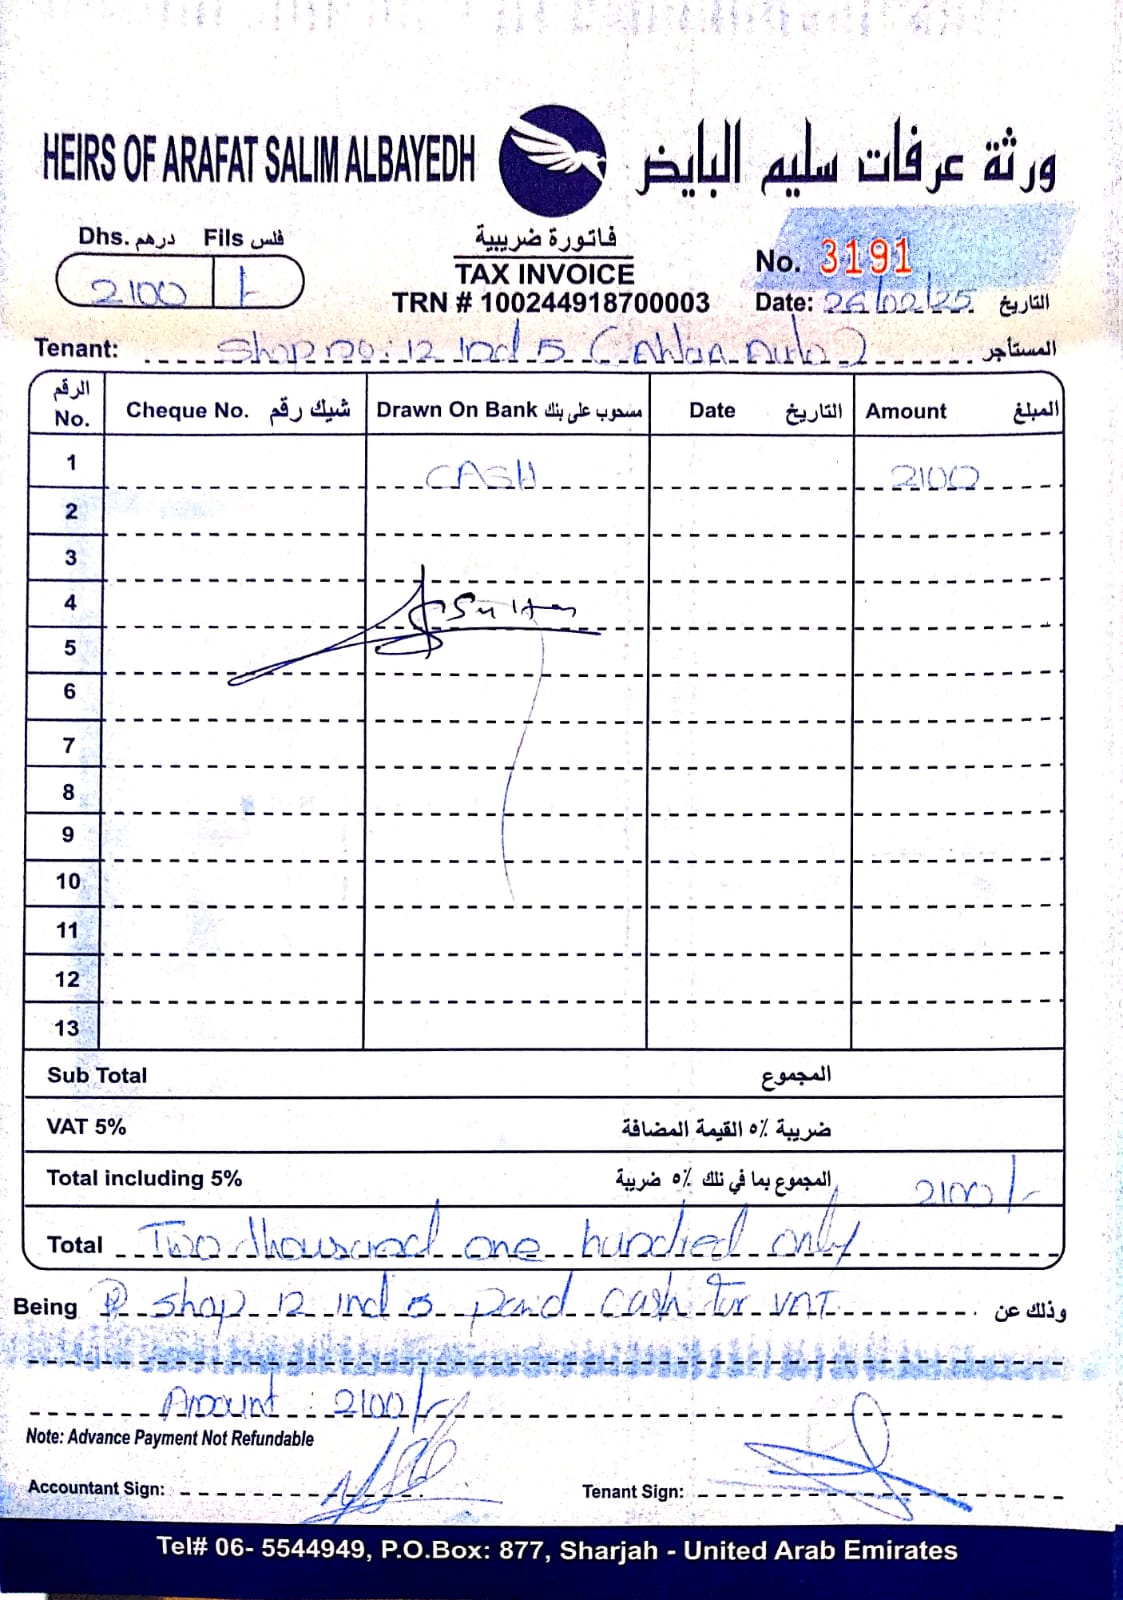 HEIRS OF ARAFAT SALIM ALBAYEDH
ورثة عرفات سليم البايض
Dhs. درهم Fils فلس
2100 /-
فاتورة ضريبية
TAX INVOICE
TRN # 100244918700003
No. 3191
Date: 26/02/25 التاريخ
Tenant: Shop no: 12 Ind 5 (Ahlan Auto) المستأجر
الرقم No. Cheque No. شيك رقم Drawn On Bank مسحوب على بنك Date التاريخ Amount المبلغ
1 CASH 2100
2
3
4 Sultan
5
6
7
8
9
10
11
12
13
Sub Total المجموع
VAT 5% ضريبة ٥٪ القيمة المضافة
Total including 5% المجموع بما في تلك ٥٪ ضريبة 2100/-
Total Two thousand one hundred only
Being Shop 12 Ind 5 paid cash for VAT وذلك عن
Amount : 2100/-
Note: Advance Payment Not Refundable
Accountant Sign: Tenant Sign:
Tel# 06- 5544949, P.O.Box: 877, Sharjah - United Arab Emirates